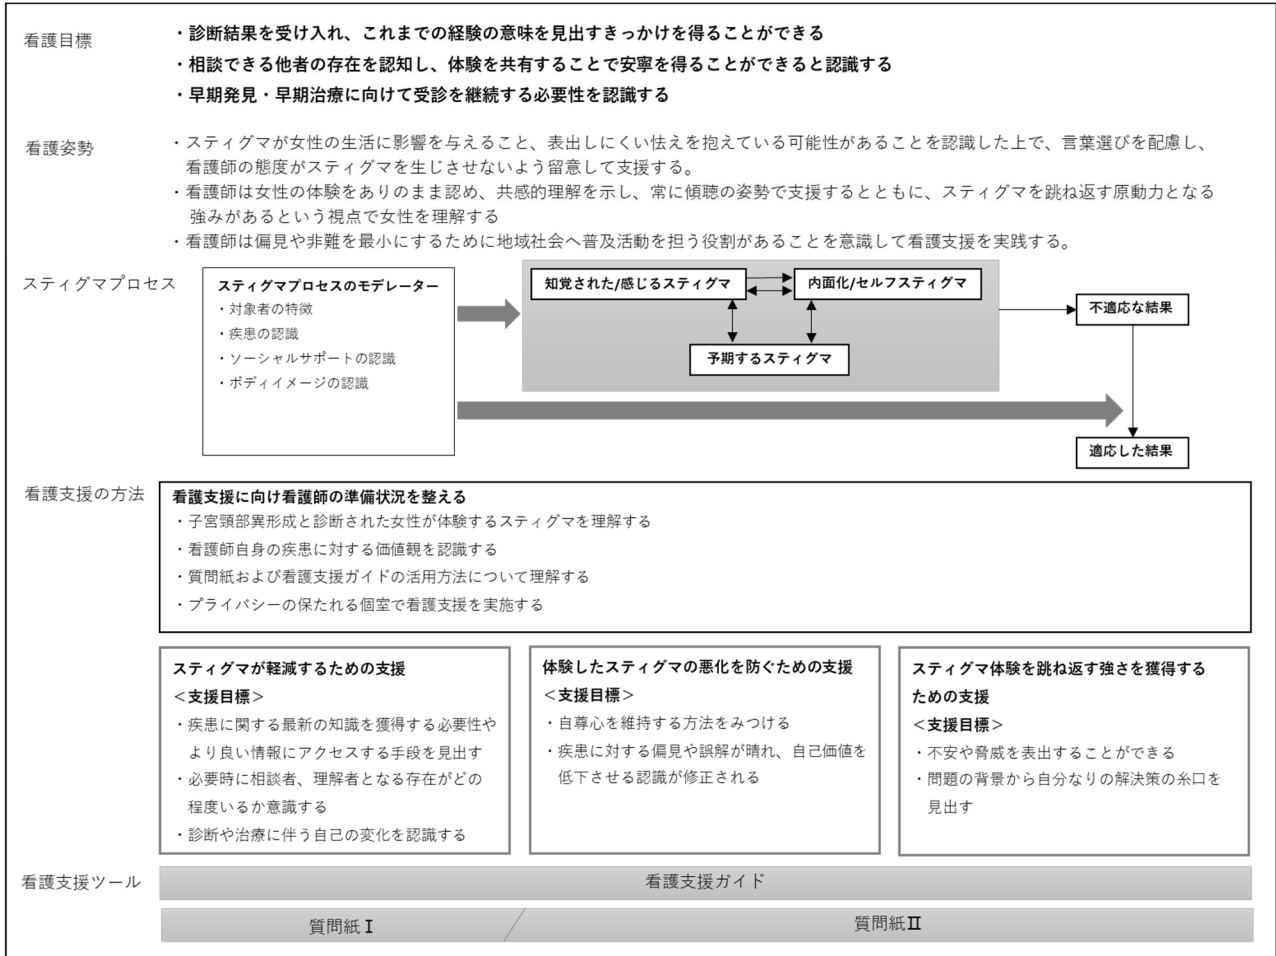 看護目標
・診断結果を受け入れ、これまでの経験の意味を見出すきっかけを得ることができる
・相談できる他者の存在を認知し、体験を共有することで安寧を得ることができると認識する
・早期発見・早期治療に向けて受診を継続する必要性を認識する
看護姿勢
・スティグマが女性の生活に影響を与えること、表出しにくい怯えを抱えている可能性があることを認識した上で、言葉選びを配慮し、
看護師の態度がスティグマを生じさせないよう留意して支援する。
・看護師は女性の体験をありのまま認め、共感的理解を示し、常に傾聴の姿勢で支援するとともに、スティグマを跳ね返す原動力となる
強みがあるという視点で女性を理解する
・看護師は偏見や非難を最小にするために地域社会へ普及活動を担う役割があることを意識して看護支援を実践する。
スティグマプロセス
スティグマプロセスのモデレーター
・対象者の特徴
・疾患の認識
・ソーシャルサポートの認識
・ボディイメージの認識
知覚された/感じるスティグマ
内面化/セルフスティグマ
予期するスティグマ
不適応な結果
適応した結果
看護支援の方法
看護支援に向け看護師の準備状況を整える
・子宮頸部異形成と診断された女性が体験するスティグマを理解する
・看護師自身の疾患に対する価値観を認識する
・質問紙および看護支援ガイドの活用方法について理解する
・プライバシーの保たれる個室で看護支援を実施する
スティグマが軽減するための支援
＜支援目標＞
・疾患に関する最新の知識を獲得する必要性や
より良い情報にアクセスする手段を見出す
・必要時に相談者、理解者となる存在がどの
程度いるか意識する
・診断や治療に伴う自己の変化を認識する
体験したスティグマの悪化を防ぐための支援
＜支援目標＞
・自尊心を維持する方法をみつける
・疾患に対する偏見や誤解が晴れ、自己価値を
低下させる認識が修正される
スティグマ体験を跳ね返す強さを獲得する
ための支援
＜支援目標＞
・不安や脅威を表出することができる
・問題の背景から自分なりの解決策の糸口を
見出す
看護支援ツール
看護支援ガイド
質問紙Ⅰ
質問紙Ⅱ